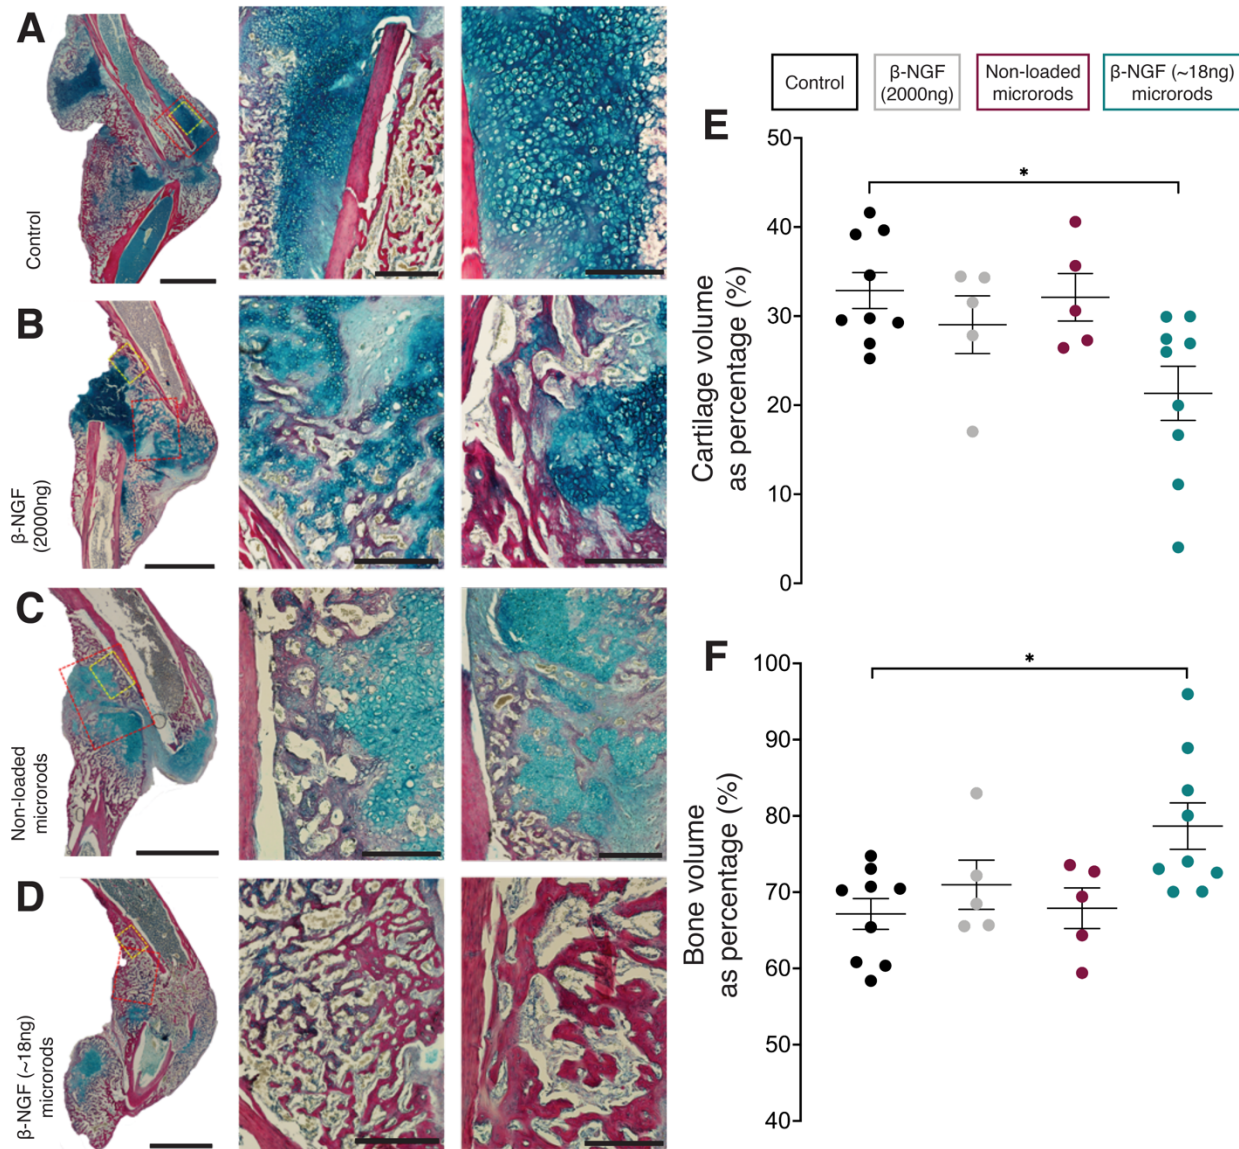 A
Control
B
β-NGF
(2000ng)
C
Non-loaded
microrods
D
β-NGF (~18ng)
microrods
Control
β-NGF
(2000ng)
Non-loaded
microrods
β-NGF (~18ng)
microrods
E
50
40
30
20
10
0
Cartilage volume
as percentage (%)
*
F
100
90
80
70
60
50
40
Bone volume
as percentage (%)
*